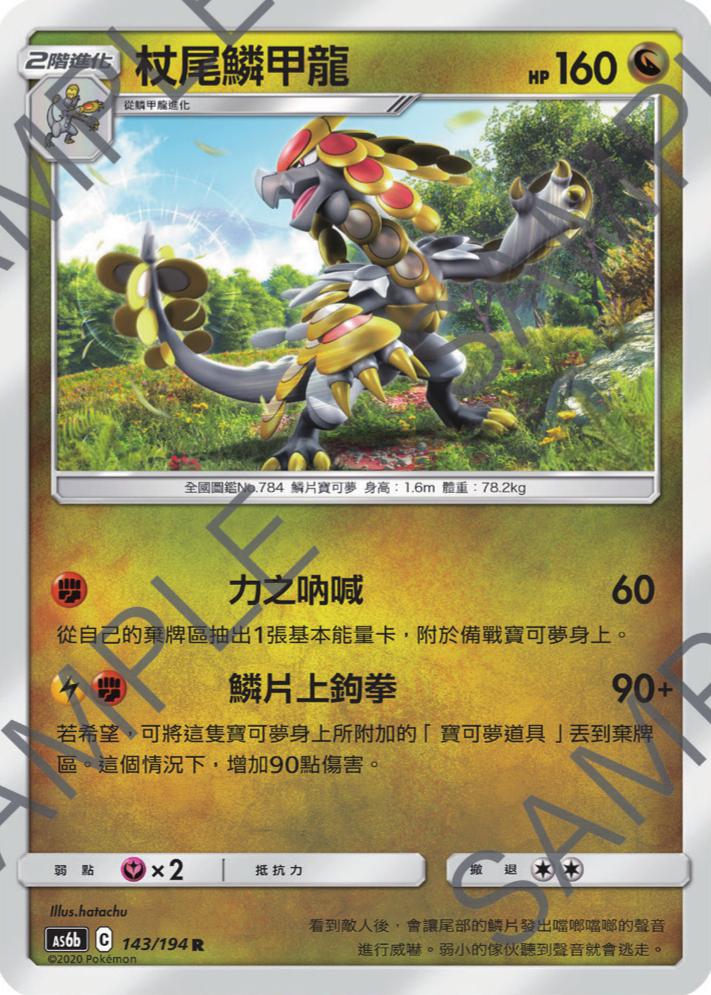 2階進化
杖尾鱗甲龍
HP 160
從鱗甲龍進化
全國圖鑑No.784 鱗片寶可夢 身高：1.6m 體重：78.2kg
力之吶喊 60
從自己的棄牌區抽出1張基本能量卡，附於備戰寶可夢身上。
鱗片上鉤拳 90+
若希望，可將這隻寶可夢身上所附加的「寶可夢道具」丟到棄牌
區。這個情況下，增加90點傷害。
弱點 ×2 抵抗力 撤退
Illus.hatachu
看到敵人後，會讓尾部的鱗片發出噹啷噹啷的聲音
進行威嚇。弱小的傢伙聽到聲音就會逃走。
AS6b C 143/194 R
©2020 Pokémon
SAMPLE
SAMPLE
SAMPLE
SAMPLE
SAMPLE